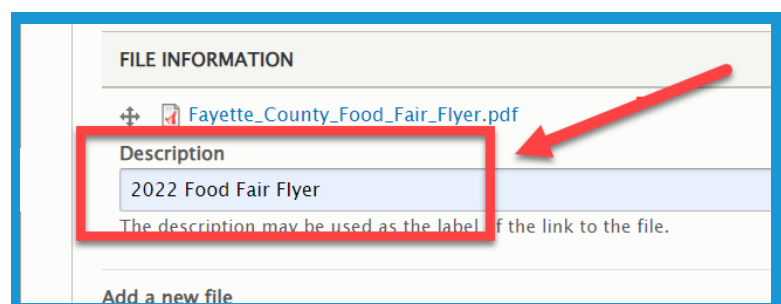 FILE INFORMATION
Fayette_County_Food_Fair_Flyer.pdf
Description
2022 Food Fair Flyer
The description may be used as the label of the link to the file.
Add a new file